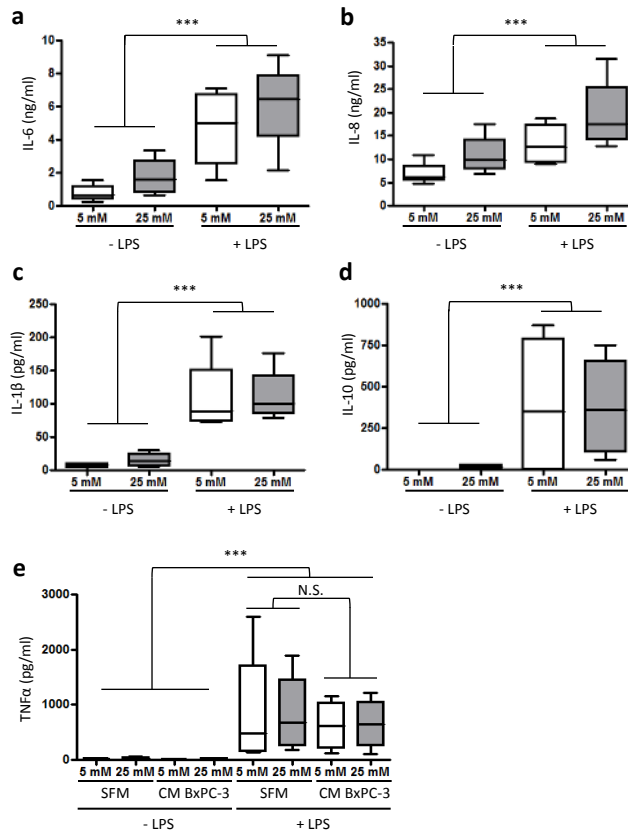 a
***
IL-6 (ng/ml)
10
8
6
4
2
0
5 mM 25 mM 5 mM 25 mM
- LPS + LPS
b
***
IL-8 (ng/ml)
35
30
25
20
15
10
5
0
5 mM 25 mM 5 mM 25 mM
- LPS + LPS
c
***
IL-1β (pg/ml)
250
200
150
100
50
0
5 mM 25 mM 5 mM 25 mM
- LPS + LPS
d
***
IL-10 (pg/ml)
1000
750
500
250
0
5 mM 25 mM 5 mM 25 mM
- LPS + LPS
e
***
N.S.
TNFα (pg/ml)
3000
2000
1000
0
5 mM 25 mM 5 mM 25 mM 5 mM 25 mM 5 mM 25 mM
SFM CM BxPC-3 SFM CM BxPC-3
- LPS + LPS